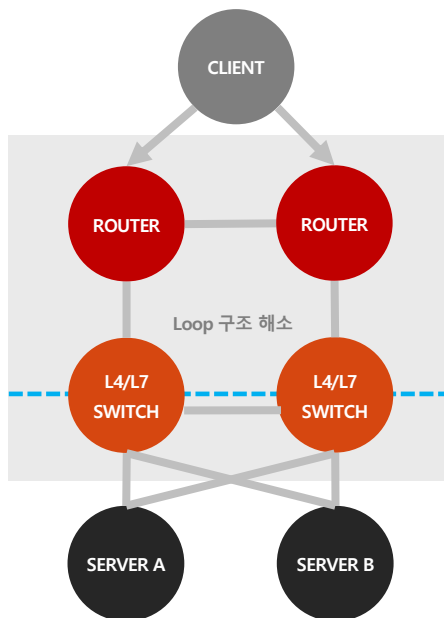 CLIENT
ROUTER
ROUTER
Loop 구조 해소
L4/L7
SWITCH
L4/L7
SWITCH
SERVER A
SERVER B